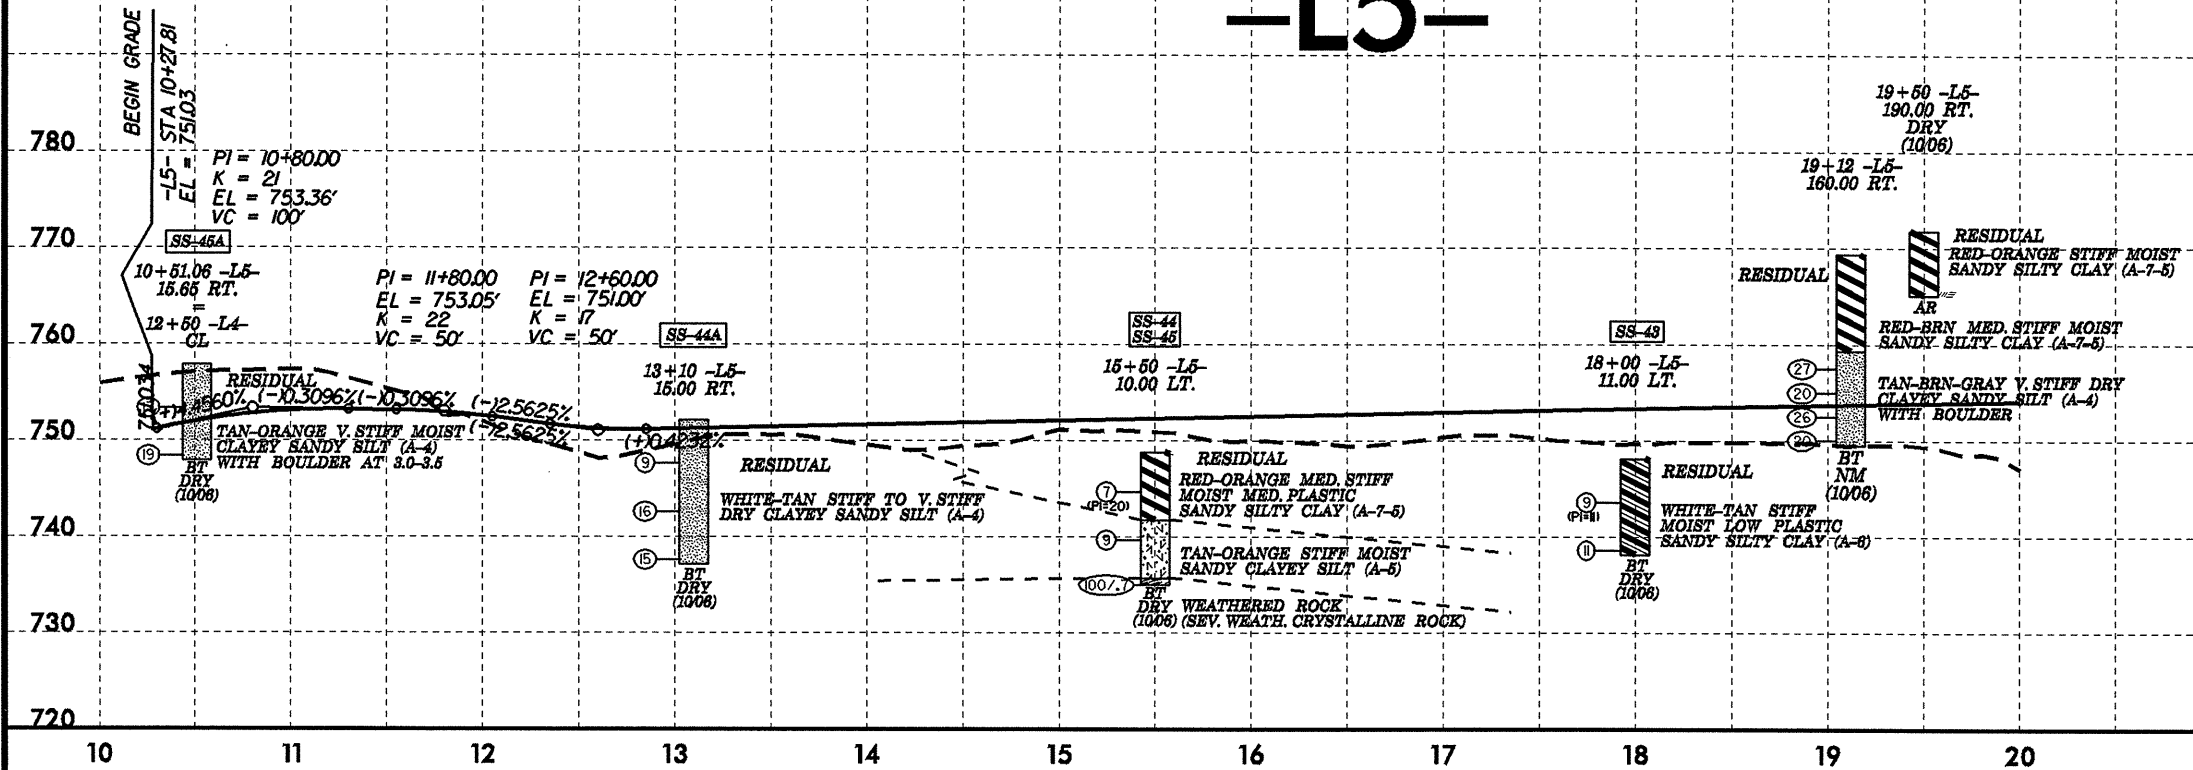 -L5-
BEGIN GRADE
-L5- STA 10+27.81
EL = 751.03
PI = 10+80.00
K = 21
EL = 753.36'
VC = 100'
SS-45A
10+51.06 -L5-
15.65 RT.
=
12+50 -L4-
CL
RESIDUAL
TAN-ORANGE V. STIFF MOIST
CLAYEY SANDY SILT (A-4)
WITH BOULDER AT 3.0-3.5
19
BT
DRY
(10/06)
(-)0.3096%
(-)0.3096%
(-)2.5625%
(-)2.5625%
(+)0.4232%
PI = 11+80.00
EL = 753.05'
K = 22
VC = 50'
PI = 12+60.00
EL = 751.00'
K = 17
VC = 50'
SS-44A
13+10 -L5-
15.00 RT.
9
16
15
RESIDUAL
WHITE-TAN STIFF TO V. STIFF
DRY CLAYEY SANDY SILT (A-4)
BT
DRY
(10/06)
SS-44
SS-45
15+50 -L5-
10.00 LT.
RESIDUAL
RED-ORANGE MED. STIFF
MOIST MED. PLASTIC
SANDY SILTY CLAY (A-7-5)
7
(PI=20)
9
TAN-ORANGE STIFF MOIST
SANDY CLAYEY SILT (A-5)
100/.7
BT
DRY
(10/06)
WEATHERED ROCK
(SEV. WEATH. CRYSTALLINE ROCK)
SS-43
18+00 -L5-
11.00 LT.
RESIDUAL
9
(PI=11)
11
WHITE-TAN STIFF
MOIST LOW PLASTIC
SANDY SILTY CLAY (A-6)
BT
DRY
(10/06)
19+12 -L5-
160.00 RT.
RESIDUAL
RED-BRN MED. STIFF MOIST
SANDY SILTY CLAY (A-7-5)
27
20
26
20
TAN-BRN-GRAY V. STIFF DRY
CLAYEY SANDY SILT (A-4)
WITH BOULDER
BT
NM
(10/06)
19+50 -L5-
190.00 RT.
DRY
(10/06)
RESIDUAL
RED-ORANGE STIFF MOIST
SANDY SILTY CLAY (A-7-5)
AR
780
770
760
750
740
730
720
10 11 12 13 14 15 16 17 18 19 20